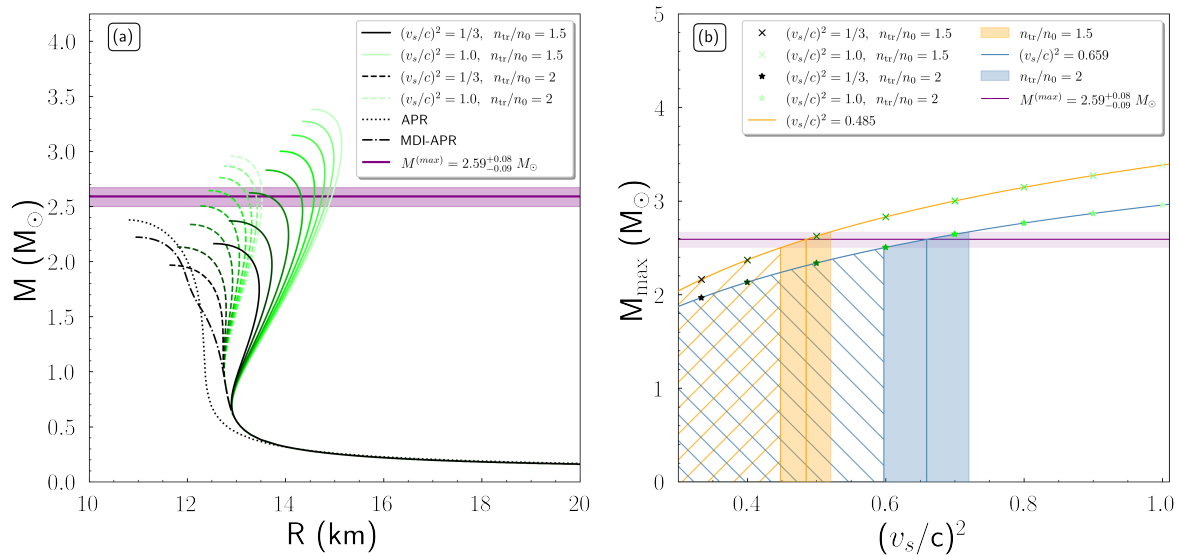 (a)
(v_s/c)² = 1/3, n_tr/n_0 = 1.5
(v_s/c)² = 1.0, n_tr/n_0 = 1.5
(v_s/c)² = 1/3, n_tr/n_0 = 2
(v_s/c)² = 1.0, n_tr/n_0 = 2
APR
MDI-APR
M^(max) = 2.59^{+0.08}_{-0.09} M_⊙
4.0
3.5
3.0
2.5
2.0
1.5
1.0
0.5
0.0
M (M_⊙)
10
12
14
16
18
20
R (km)
(b)
(v_s/c)² = 1/3, n_tr/n_0 = 1.5
(v_s/c)² = 1.0, n_tr/n_0 = 1.5
(v_s/c)² = 1/3, n_tr/n_0 = 2
(v_s/c)² = 1.0, n_tr/n_0 = 2
(v_s/c)² = 0.485
n_tr/n_0 = 1.5
(v_s/c)² = 0.659
n_tr/n_0 = 2
M^(max) = 2.59^{+0.08}_{-0.09} M_⊙
5
4
3
2
1
0
M_max (M_⊙)
0.4
0.6
0.8
1.0
(v_s/c)²